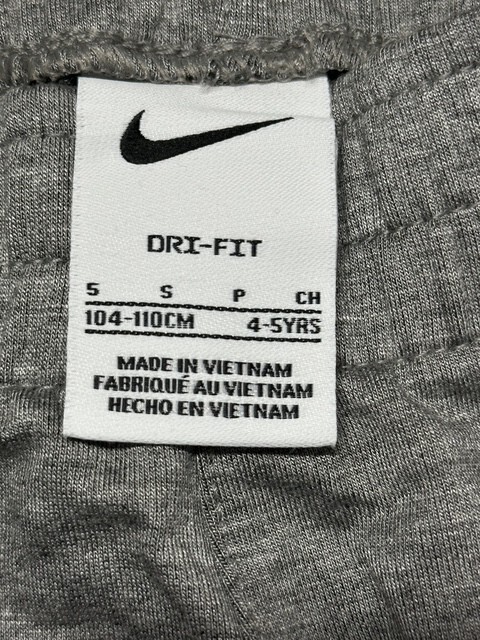 DRI-FIT
5 S P CH
104-110CM 4-5YRS
MADE IN VIETNAM
FABRIQUÉ AU VIETNAM
HECHO EN VIETNAM